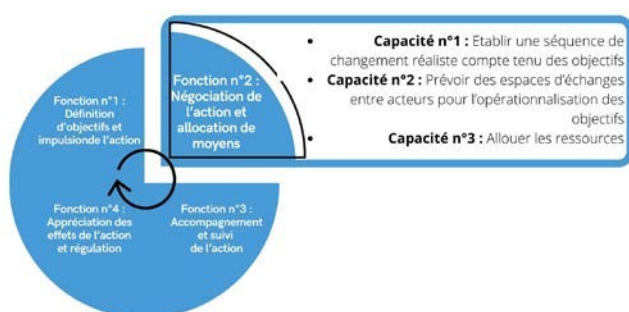 Fonction n°1 :
Définition
d'objectifs et
impulsionde l'action
Fonction n°2 :
Négociation de
l'action et
allocation de
moyens
• Capacité n°1 : Etablir une séquence de
changement réaliste compte tenu des objectifs
• Capacité n°2 : Prévoir des espaces d'échanges
entre acteurs pour l'opérationnalisation des
objectifs
• Capacité n°3 : Allouer les ressources
Fonction n°4 :
Appréciation des
effets de l'action
et régulation
Fonction n°3 :
Accompagnement
et suivi
de l'action